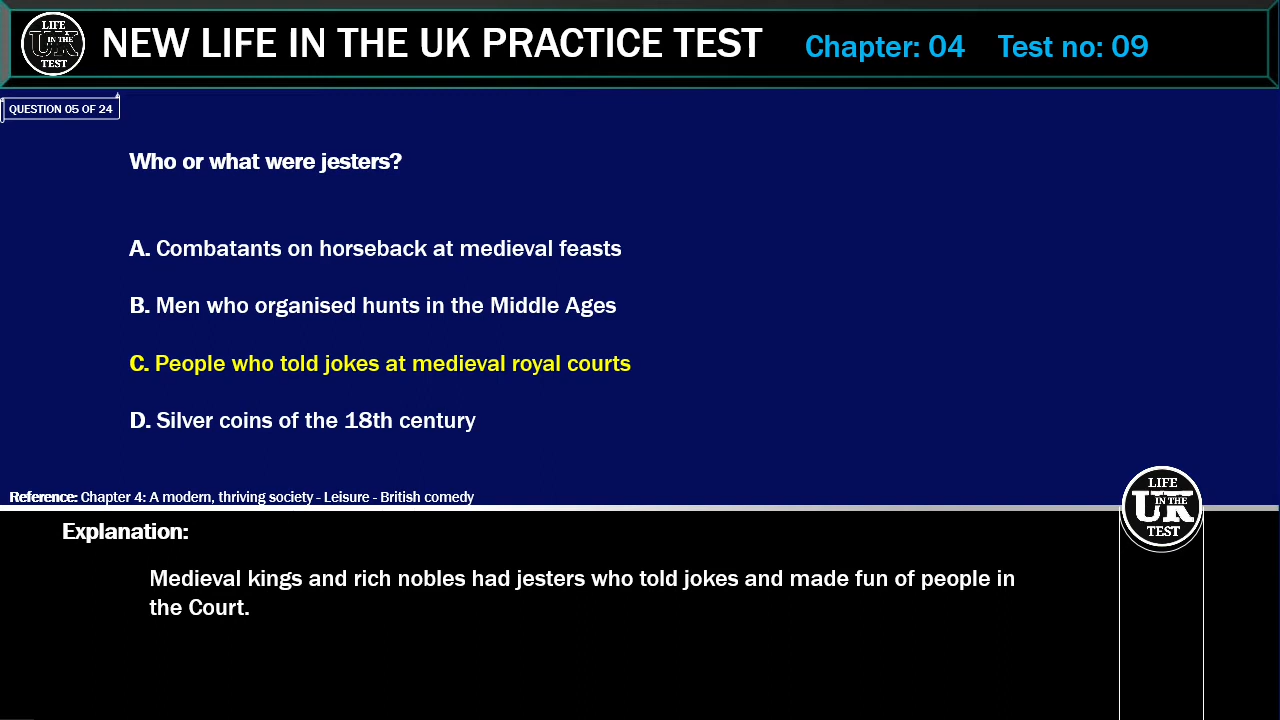 LIFE
IN THE
UK
TEST
NEW LIFE IN THE UK PRACTICE TEST
Chapter: 04
Test no: 09
QUESTION 05 OF 24
Who or what were jesters?
A. Combatants on horseback at medieval feasts
B. Men who organised hunts in the Middle Ages
C. People who told jokes at medieval royal courts
D. Silver coins of the 18th century
Reference: Chapter 4: A modern, thriving society - Leisure - British comedy
LIFE
IN THE
UK
TEST
Explanation:
Medieval kings and rich nobles had jesters who told jokes and made fun of people in
the Court.